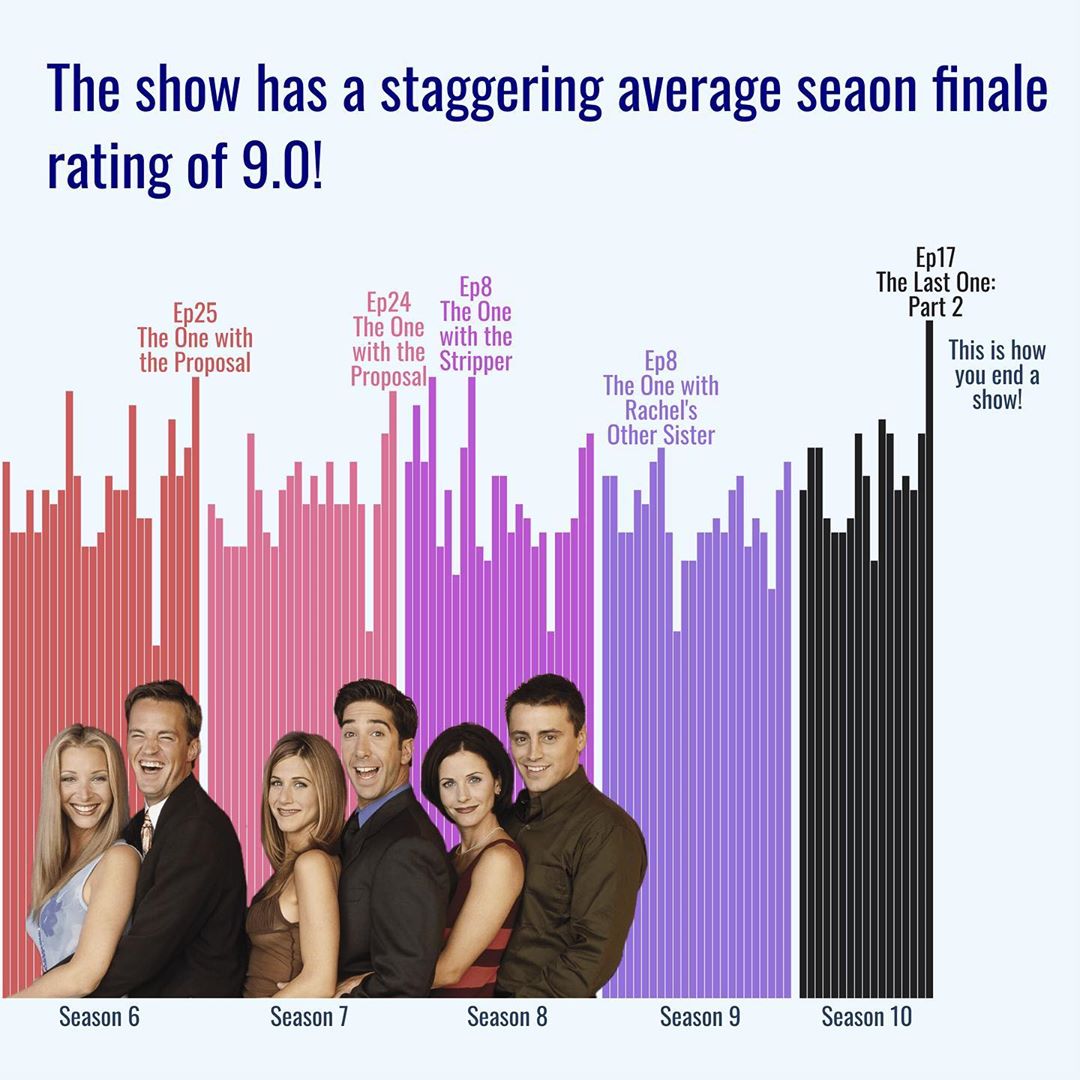 The show has a staggering average seaon finale
rating of 9.0!
Ep25
The One with
the Proposal
Ep24
The One
with the
Proposal
Ep8
The One
with the
Stripper
Ep8
The One with
Rachel's
Other Sister
Ep17
The Last One:
Part 2
This is how
you end a
show!
Season 6
Season 7
Season 8
Season 9
Season 10